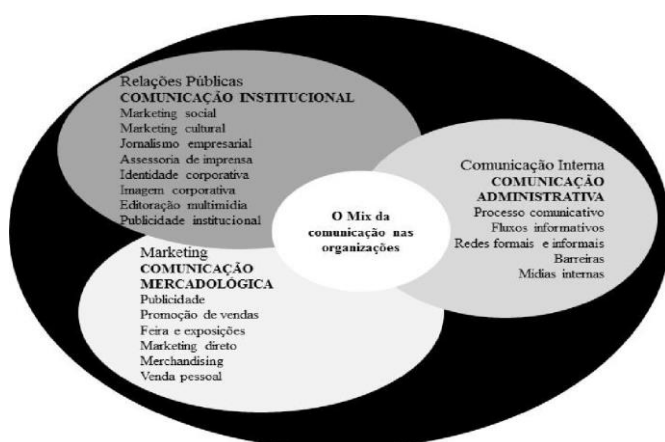 Relações Públicas
COMUNICAÇÃO INSTITUCIONAL
Marketing social
Marketing cultural
Jornalismo empresarial
Assessoria de imprensa
Identidade corporativa
Imagem corporativa
Editoração multimídia
Publicidade institucional
Comunicação Interna
COMUNICAÇÃO
ADMINISTRATIVA
Processo comunicativo
Fluxos informativos
Redes formais e informais
Barreiras
Mídias internas
O Mix da
comunicação nas
organizações
Marketing
COMUNICAÇÃO
MERCADOLÓGICA
Publicidade
Promoção de vendas
Feira e exposições
Marketing direto
Merchandising
Venda pessoal